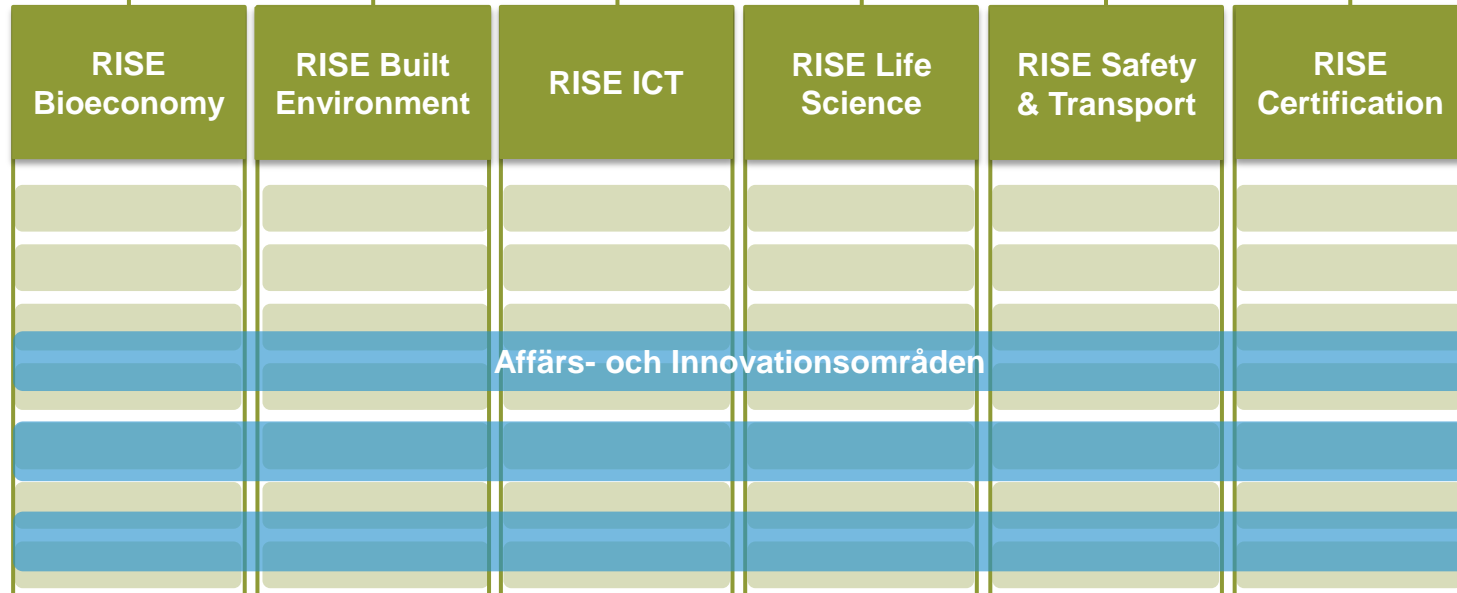 RISE
Bioeconomy
RISE Built
Environment
RISE ICT
RISE Life
Science
RISE Safety
& Transport
RISE
Certification
Affärs- och Innovationsområden